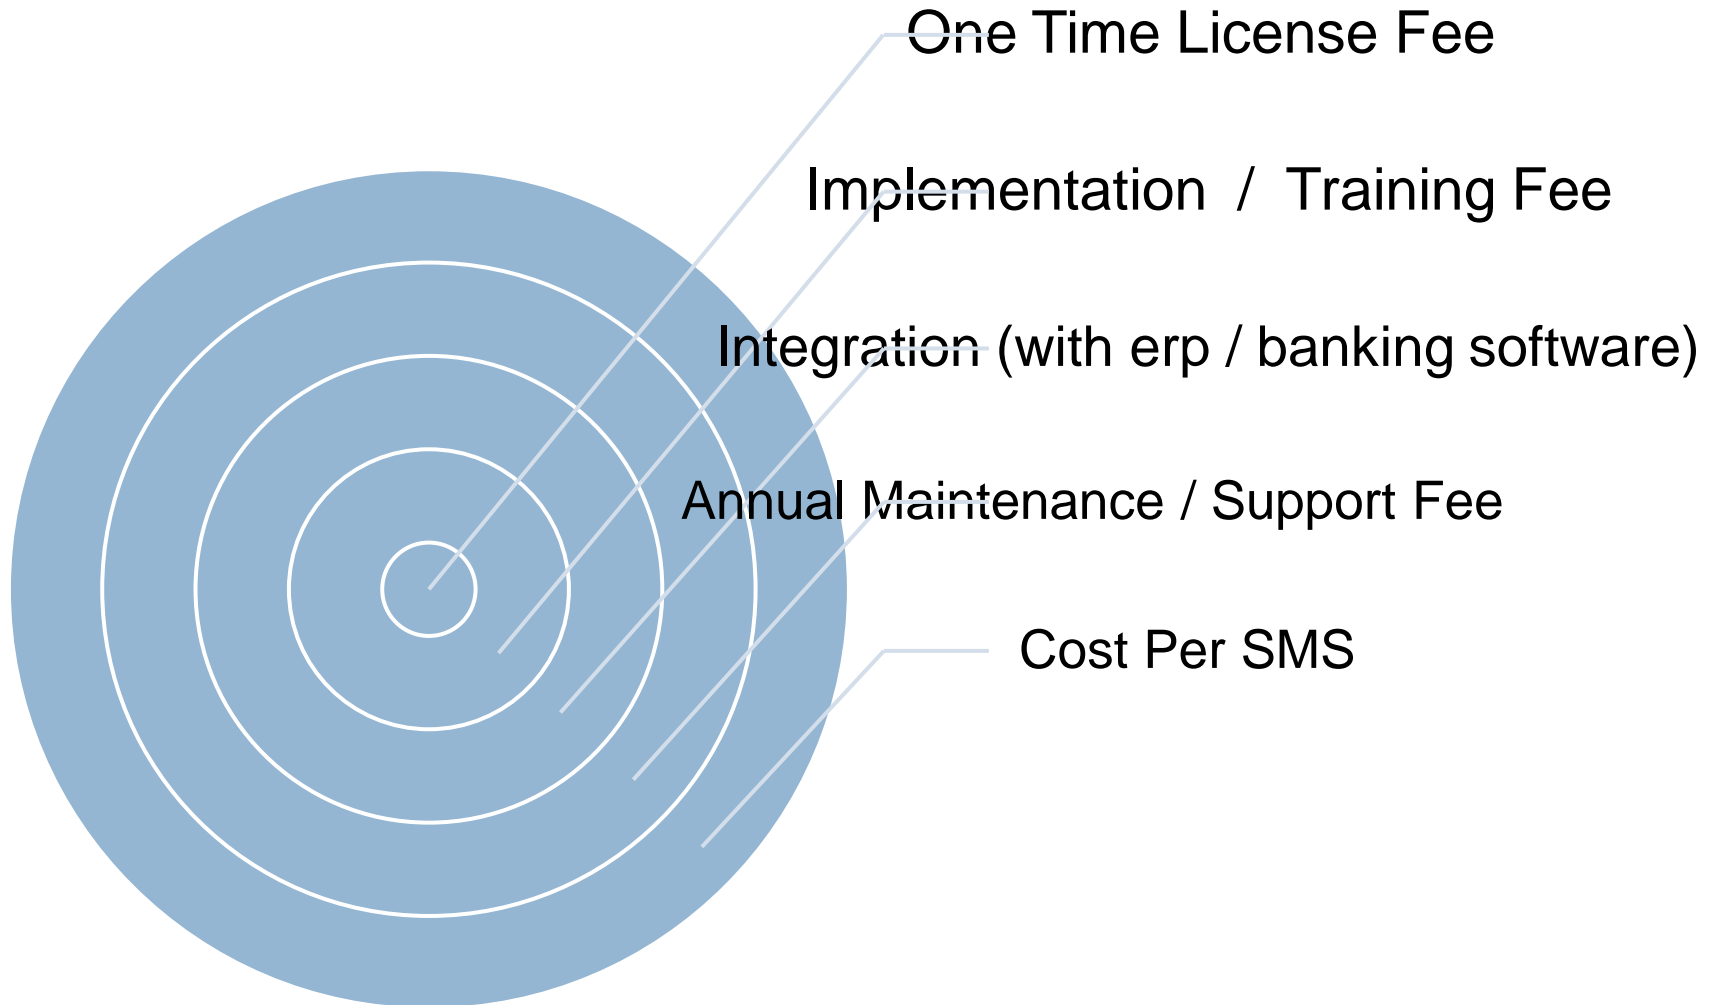 One Time License Fee
Implementation / Training Fee
Integration (with erp / banking software)
Annual Maintenance / Support Fee
Cost Per SMS